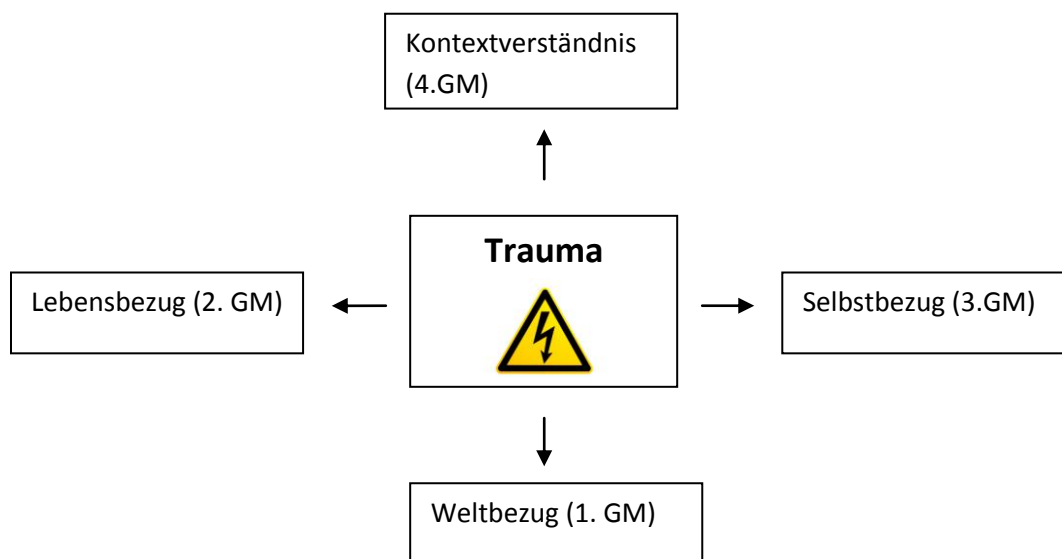 Kontextverständnis
(4.GM)
Trauma
Lebensbezug (2. GM)
Selbstbezug (3.GM)
Weltbezug (1. GM)